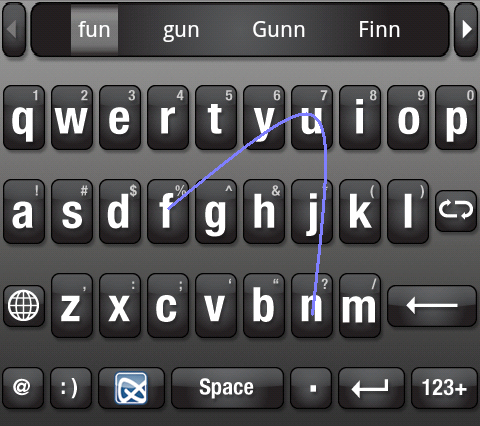 fun gun Gunn Finn
1 2 3 4 5 6 7 8 9 0
q w e r t y u i o p
! # $ % ^ & * ( )
a s d f g h j k l
, : ; ' " ? /
z x c v b n m
@ :) Space . 123+